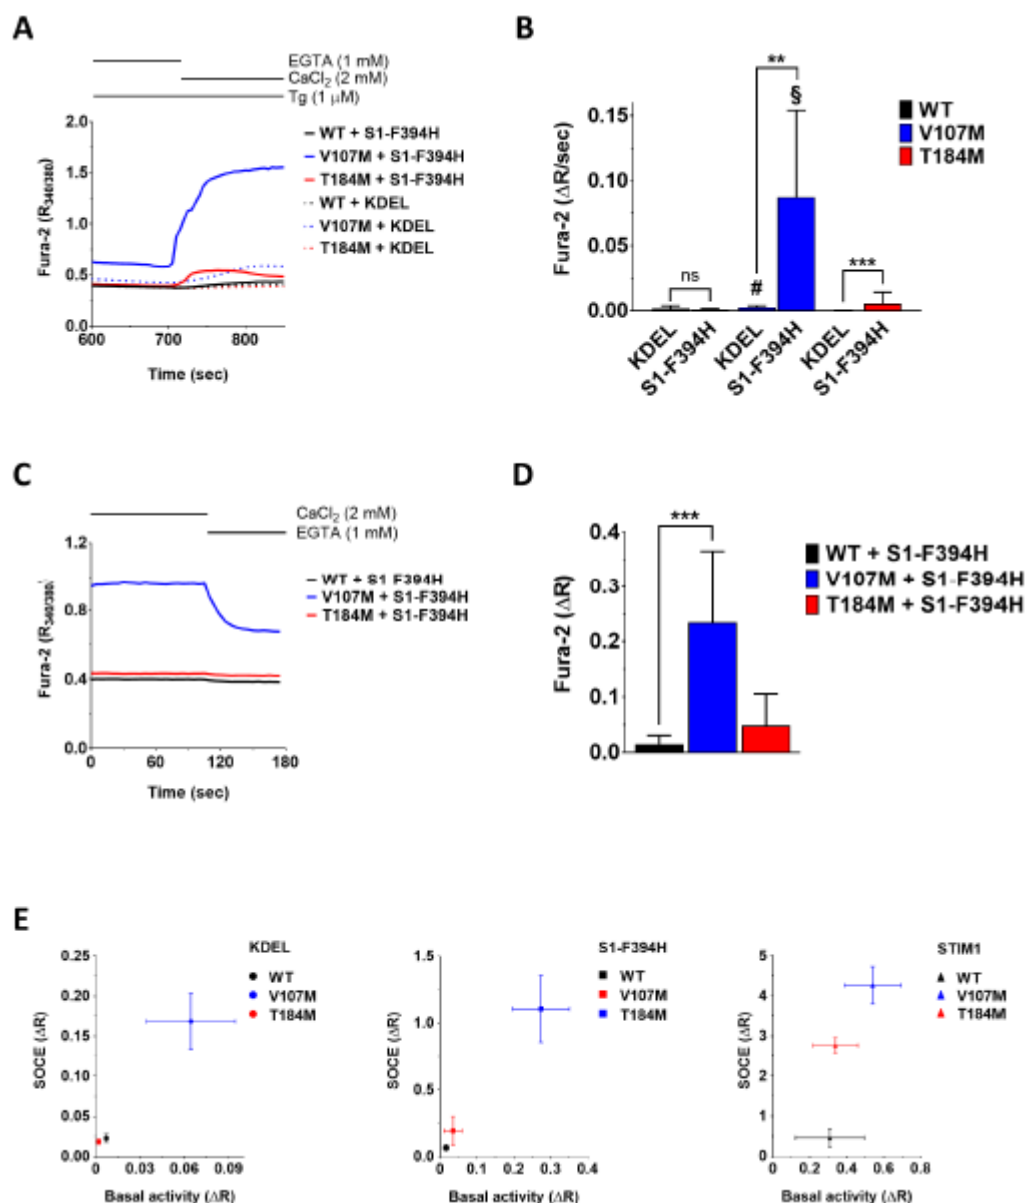 A
EGTA (1 mM)
CaCl₂ (2 mM)
Tg (1 µM)
2.0
1.5
1.0
0.5
0.0
Fura-2 (R340/380)
600 700 800
Time (sec)
WT + S1-F394H
V107M + S1-F394H
T184M + S1-F394H
WT + KDEL
V107M + KDEL
T184M + KDEL
B
Fura-2 (ΔR/sec)
0.15
0.10
0.05
0.00
ns
#
**
§
***
KDEL
S1-F394H
KDEL
S1-F394H
KDEL
S1-F394H
WT
V107M
T184M
C
CaCl₂ (2 mM)
EGTA (1 mM)
1.2
0.8
0.4
0.0
Fura-2 (R340/380)
0 60 120 180
Time (sec)
WT + S1-F394H
V107M + S1-F394H
T184M + S1-F394H
D
Fura-2 (ΔR)
0.4
0.3
0.2
0.1
0.0
***
WT + S1-F394H
V107M + S1-F394H
T184M + S1-F394H
E
KDEL
WT
V107M
T184M
SOCE (ΔR)
0.25
0.20
0.15
0.10
0.05
0.00
0 0.03 0.06 0.09
Basal activity (ΔR)
S1-F394H
WT
V107M
T184M
SOCE (ΔR)
1.5
1.0
0.5
0.0
0 0.1 0.2 0.3 0.4
Basal activity (ΔR)
STIM1
WT
V107M
T184M
SOCE (ΔR)
5
4
3
2
1
0
0 0.2 0.4 0.6 0.8
Basal activity (ΔR)